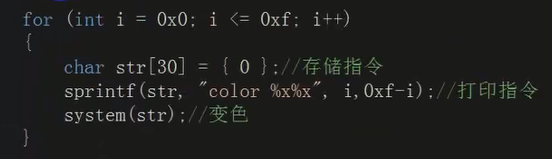 for (int i = 0x0; i <= 0xf; i++)
{
char str[30] = { 0 };//存储指令
sprintf(str, "color %x%x", i,0xf-i);//打印指令
system(str);//变色
}